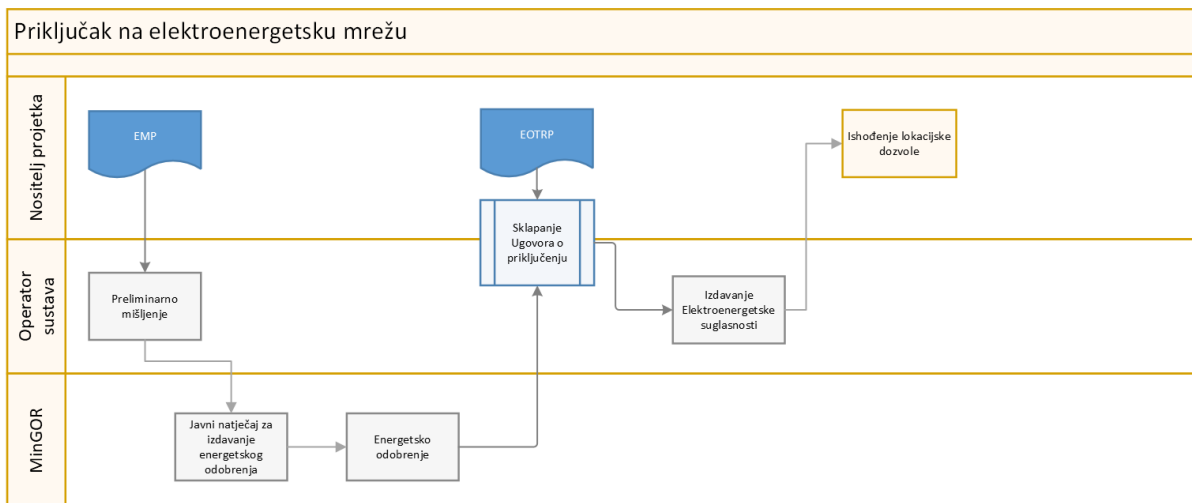 Priključak na elektroenergetsku mrežu
Nositelj projetka
EMP
EOTRP
Ishođenje lokacijske
dozvole
Sklapanje
Ugovora o
priključenju
Operator
sustava
Preliminarno
mišljenje
Izdavanje
Elektroenergetske
suglasnosti
MinGOR
Javni natječaj za
izdavanje
energetskog
odobrenja
Energetsko
odobrenje